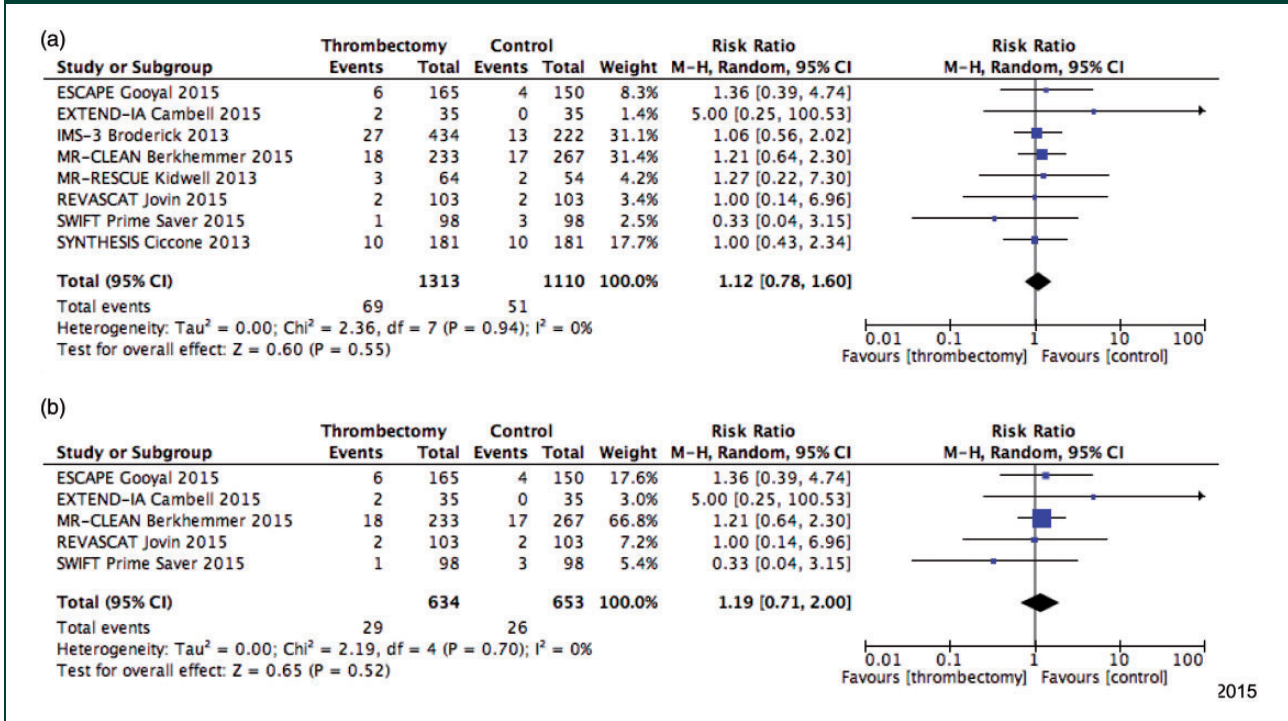 (a)
Thrombectomy Control Risk Ratio Risk Ratio
Study or Subgroup Events Total Events Total Weight M-H, Random, 95% CI M-H, Random, 95% CI
ESCAPE Gooyal 2015 6 165 4 150 8.3% 1.36 [0.39, 4.74]
EXTEND-IA Cambell 2015 2 35 0 35 1.4% 5.00 [0.25, 100.53]
IMS-3 Broderick 2013 27 434 13 222 31.1% 1.06 [0.56, 2.02]
MR-CLEAN Berkhemmer 2015 18 233 17 267 31.4% 1.21 [0.64, 2.30]
MR-RESCUE Kidwell 2013 3 64 2 54 4.2% 1.27 [0.22, 7.30]
REVASCAT Jovin 2015 2 103 2 103 3.4% 1.00 [0.14, 6.96]
SWIFT Prime Saver 2015 1 98 3 98 2.5% 0.33 [0.04, 3.15]
SYNTHESIS Ciccone 2013 10 181 10 181 17.7% 1.00 [0.43, 2.34]
Total (95% CI) 1313 1110 100.0% 1.12 [0.78, 1.60]
Total events 69 51
Heterogeneity: Tau² = 0.00; Chi² = 2.36, df = 7 (P = 0.94); I² = 0%
Test for overall effect: Z = 0.60 (P = 0.55)
0.01 0.1 1 10 100
Favours [thrombectomy] Favours [control]
(b)
Thrombectomy Control Risk Ratio Risk Ratio
Study or Subgroup Events Total Events Total Weight M-H, Random, 95% CI M-H, Random, 95% CI
ESCAPE Gooyal 2015 6 165 4 150 17.6% 1.36 [0.39, 4.74]
EXTEND-IA Cambell 2015 2 35 0 35 3.0% 5.00 [0.25, 100.53]
MR-CLEAN Berkhemmer 2015 18 233 17 267 66.8% 1.21 [0.64, 2.30]
REVASCAT Jovin 2015 2 103 2 103 7.2% 1.00 [0.14, 6.96]
SWIFT Prime Saver 2015 1 98 3 98 5.4% 0.33 [0.04, 3.15]
Total (95% CI) 634 653 100.0% 1.19 [0.71, 2.00]
Total events 29 26
Heterogeneity: Tau² = 0.00; Chi² = 2.19, df = 4 (P = 0.70); I² = 0%
Test for overall effect: Z = 0.65 (P = 0.52)
0.01 0.1 1 10 100
Favours [thrombectomy] Favours [control]
2015